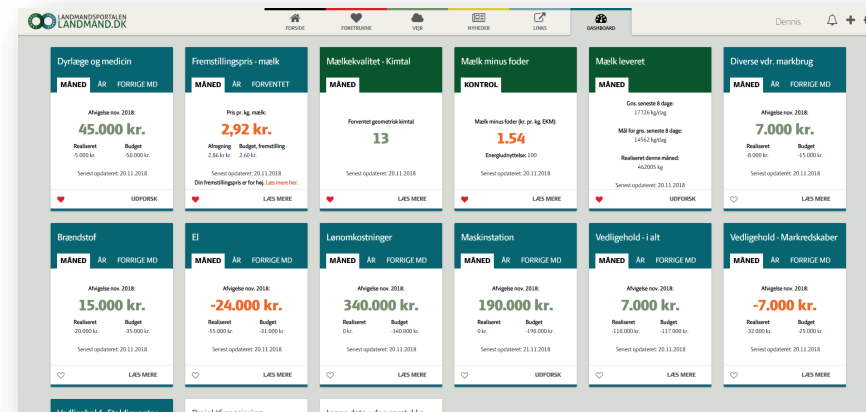 LANDMANDSPORTALEN
LANDMAND.DK
FORSIDE
FORETRUKNE
VEJR
NYHEDER
LINKS
DASHBOARD
Dennis
Dyrlæge og medicin
MÅNED ÅR FORRIGE MD
Afvigelse nov. 2018:
45.000 kr.
Realiseret Budget
-5.000 kr. -50.000 kr.
Senest opdateret: 20.11.2018
UDFORSK
Fremstillingspris - mælk
MÅNED ÅR FORVENTET
Pris pr. kg. mælk:
2,92 kr.
Afregning Budget, fremstilling
2,86 kr kr. 2,60 kr.
Senest opdateret: 20.11.2018
Din fremstillingspris er for høj. Læs mere her.
LÆS MERE
Mælkekvalitet - Kimtal
MÅNED
Forventet geometrisk kimtal
13
Senest opdateret: 20.11.2018
LÆS MERE
Mælk minus foder
KONTROL
Mælk minus foder (kr. pr. kg. EKM):
1.54
Energiudnyttelse: 100
Senest opdateret: 20.11.2018
LÆS MERE
Mælk leveret
MÅNED
Gns. seneste 8 dage:
17726 kg/dag
Mål for gns. seneste 8 dage:
14562 kg/dag
Realiseret denne måned:
462005 kg
Senest opdateret: 20.11.2018
UDFORSK
Diverse vdr. markbrug
MÅNED ÅR FORRIGE MD
Afvigelse nov. 2018:
7.000 kr.
Realiseret Budget
-8.000 kr. -15.000 kr.
Senest opdateret: 20.11.2018
LÆS MERE
Brændstof
MÅNED ÅR FORRIGE MD
Afvigelse nov. 2018:
15.000 kr.
Realiseret Budget
-20.000 kr. -35.000 kr.
Senest opdateret: 20.11.2018
LÆS MERE
El
MÅNED ÅR FORRIGE MD
Afvigelse nov. 2018:
-24.000 kr.
Realiseret Budget
-55.000 kr. -31.000 kr.
Senest opdateret: 20.11.2018
LÆS MERE
Lønomkostninger
MÅNED ÅR FORRIGE MD
Afvigelse nov. 2018:
340.000 kr.
Realiseret Budget
0 kr. -340.000 kr.
Senest opdateret: 20.11.2018
LÆS MERE
Maskinstation
MÅNED ÅR FORRIGE MD
Afvigelse nov. 2018:
190.000 kr.
Realiseret Budget
0 kr. -190.000 kr.
Senest opdateret: 21.11.2018
UDFORSK
Vedligehold - i alt
MÅNED ÅR FORRIGE MD
Afvigelse nov. 2018:
7.000 kr.
Realiseret Budget
-110.000 kr. -117.000 kr.
Senest opdateret: 20.11.2018
LÆS MERE
Vedligehold - Markredskaber
MÅNED ÅR FORRIGE MD
Afvigelse nov. 2018:
-7.000 kr.
Realiseret Budget
-32.000 kr. -25.000 kr.
Senest opdateret: 20.11.2018
LÆS MERE